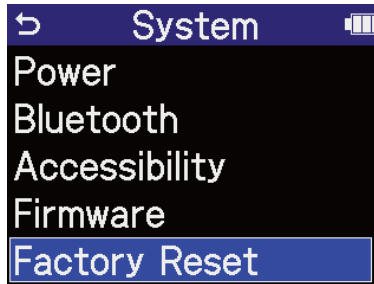 System
Power
Bluetooth
Accessibility
Firmware
Factory Reset